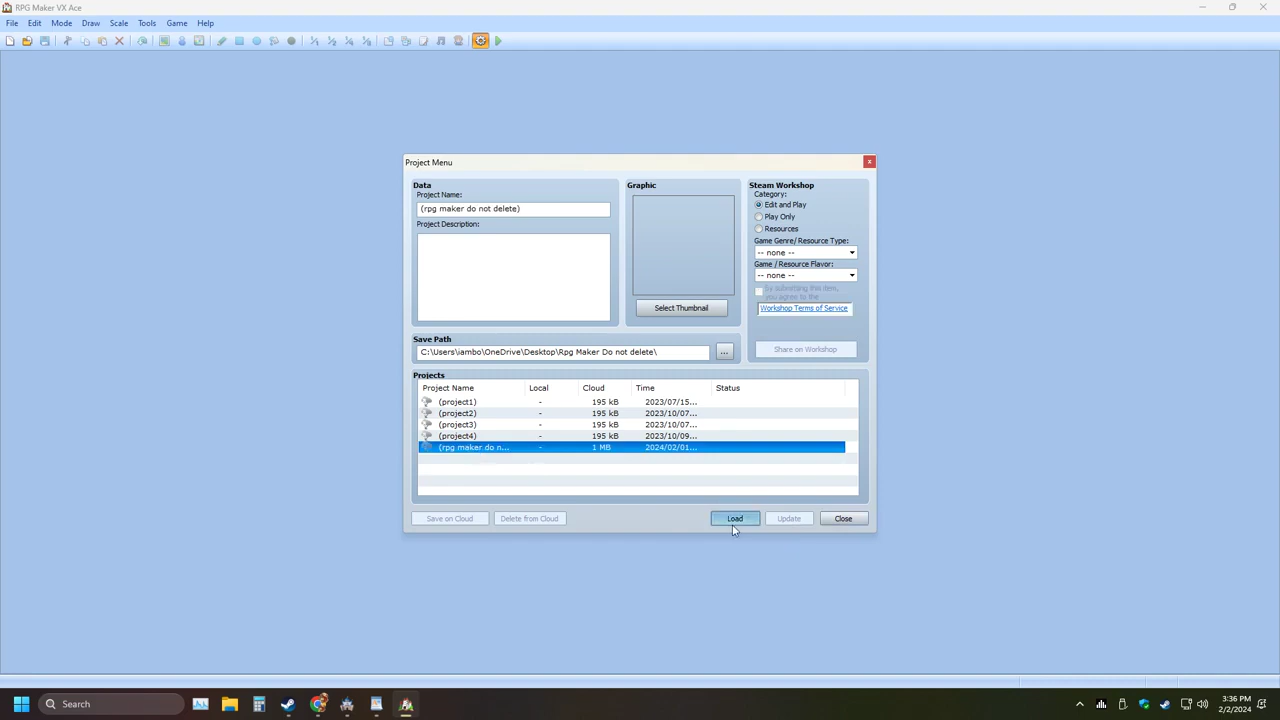 RPG Maker VX Ace
File Edit Mode Draw Scale Tools Game Help
Project Menu
Data
Project Name:
(rpg maker do not delete)
Project Description:
Graphic
Select Thumbnail
Steam Workshop
Category:
Edit and Play
Play Only
Resources
Game Genre/ Resource Type:
-- none --
Game / Resource Flavor:
-- none --
By submitting this item,
you agree to the
Workshop Terms of Service
Share on Workshop
Save Path
C:\Users\iambo\OneDrive\Desktop\Rpg Maker Do not delete\
...
Projects
Project Name Local Cloud Time Status
(project1) - 195 kB 2023/07/15...
(project2) - 195 kB 2023/10/07...
(project3) - 195 kB 2023/10/07...
(project4) - 195 kB 2023/10/09...
(rpg maker do n... - 1 MB 2024/02/01...
Save on Cloud Delete from Cloud Load Update Close
Search
3:36 PM
2/2/2024